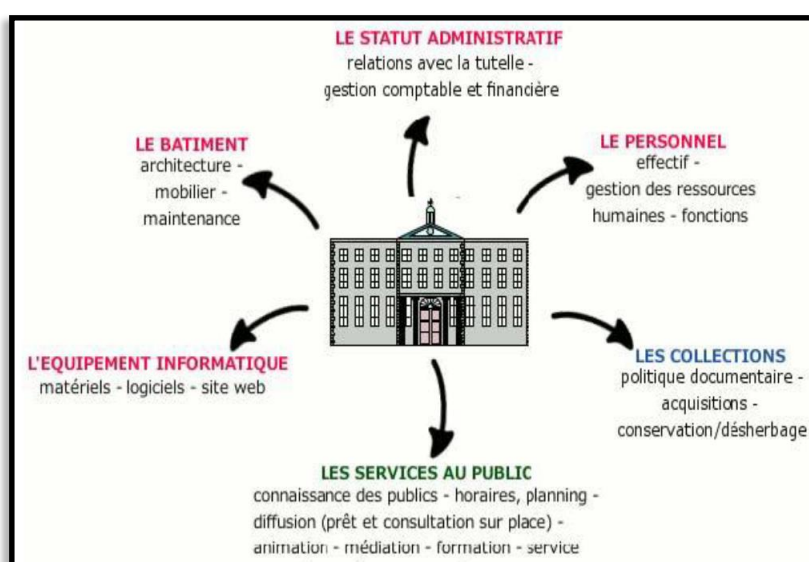 LE STATUT ADMINISTRATIF
relations avec la tutelle -
gestion comptable et financière
LE BATIMENT
architecture -
mobilier -
maintenance
LE PERSONNEL
effectif -
gestion des ressources
humaines - fonctions
L'EQUIPEMENT INFORMATIQUE
matériels - logiciels - site web
LES COLLECTIONS
politique documentaire -
acquisitions -
conservation/désherbage
LES SERVICES AU PUBLIC
connaissance des publics - horaires, planning -
diffusion (prêt et consultation sur place) -
animation - médiation - formation - service